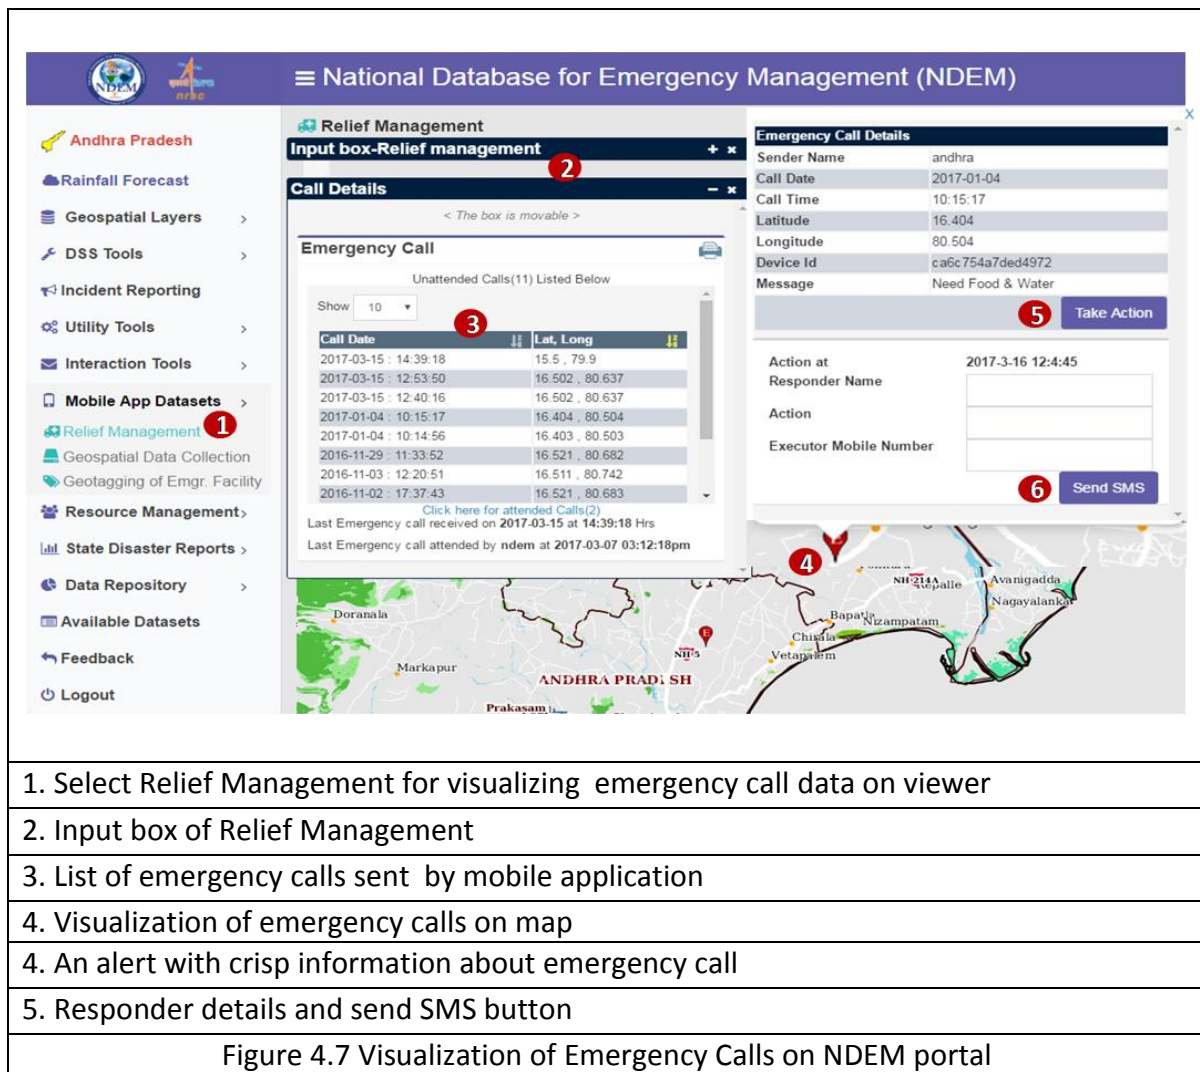 NDEM
nrsc
≡ National Database for Emergency Management (NDEM)
Andhra Pradesh
Rainfall Forecast
Geospatial Layers >
DSS Tools >
Incident Reporting
Utility Tools >
Interaction Tools >
Mobile App Datasets >
Relief Management 1
Geospatial Data Collection
Geotagging of Emgr. Facility
Resource Management >
State Disaster Reports >
Data Repository >
Available Datasets
Feedback
Logout
Relief Management
Input box-Relief management + ×
2
Call Details − ×
< The box is movable >
Emergency Call
Unattended Calls(11) Listed Below
Show 10
3
Call Date Lat, Long
2017-03-15 : 14:39:18 15.5 , 79.9
2017-03-15 : 12:53:50 16.502 , 80.637
2017-03-15 : 12:40:16 16.502 , 80.637
2017-01-04 : 10:15:17 16.404 , 80.504
2017-01-04 : 10:14:56 16.403 , 80.503
2016-11-29 : 11:33:52 16.521 , 80.682
2016-11-03 : 12:20:51 16.511 , 80.742
2016-11-02 : 17:37:43 16.521 , 80.683
Click here for attended Calls(2)
Last Emergency call received on 2017-03-15 at 14:39:18 Hrs
Last Emergency call attended by ndem at 2017-03-07 03:12:18pm
X
Emergency Call Details
Sender Name andhra
Call Date 2017-01-04
Call Time 10:15:17
Latitude 16.404
Longitude 80.504
Device Id ca6c754a7ded4972
Message Need Food & Water
5 Take Action
Action at 2017-3-16 12:4:45
Responder Name
Action
Executor Mobile Number
6 Send SMS
4
NH-214A
Avanigadda
Nagayalanka
Doranala
Bapatla
Nizampatam
Chirala
E
NH-5
Vetapalem
Markapur
ANDHRA PRADESH
Prakasam
1. Select Relief Management for visualizing emergency call data on viewer
2. Input box of Relief Management
3. List of emergency calls sent by mobile application
4. Visualization of emergency calls on map
4. An alert with crisp information about emergency call
5. Responder details and send SMS button
Figure 4.7 Visualization of Emergency Calls on NDEM portal